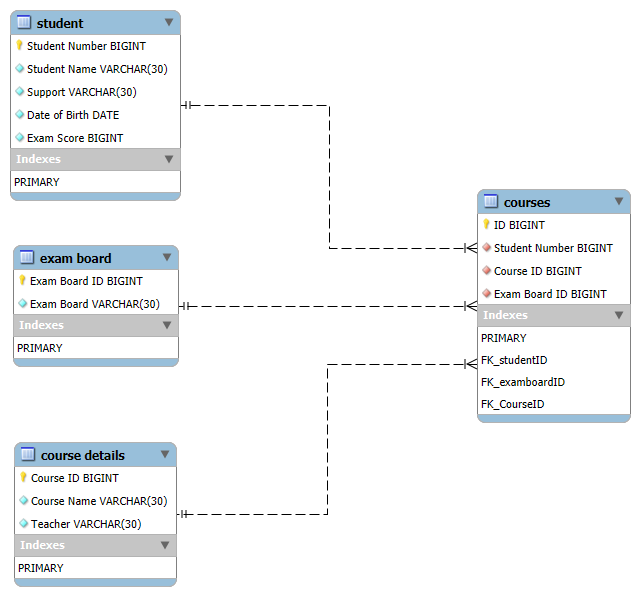 student
Student Number BIGINT
Student Name VARCHAR(30)
Support VARCHAR(30)
Date of Birth DATE
Exam Score BIGINT
Indexes
PRIMARY
exam board
Exam Board ID BIGINT
Exam Board VARCHAR(30)
Indexes
PRIMARY
course details
Course ID BIGINT
Course Name VARCHAR(30)
Teacher VARCHAR(30)
Indexes
PRIMARY
courses
ID BIGINT
Student Number BIGINT
Course ID BIGINT
Exam Board ID BIGINT
Indexes
PRIMARY
FK_studentID
FK_examboardID
FK_CourseID